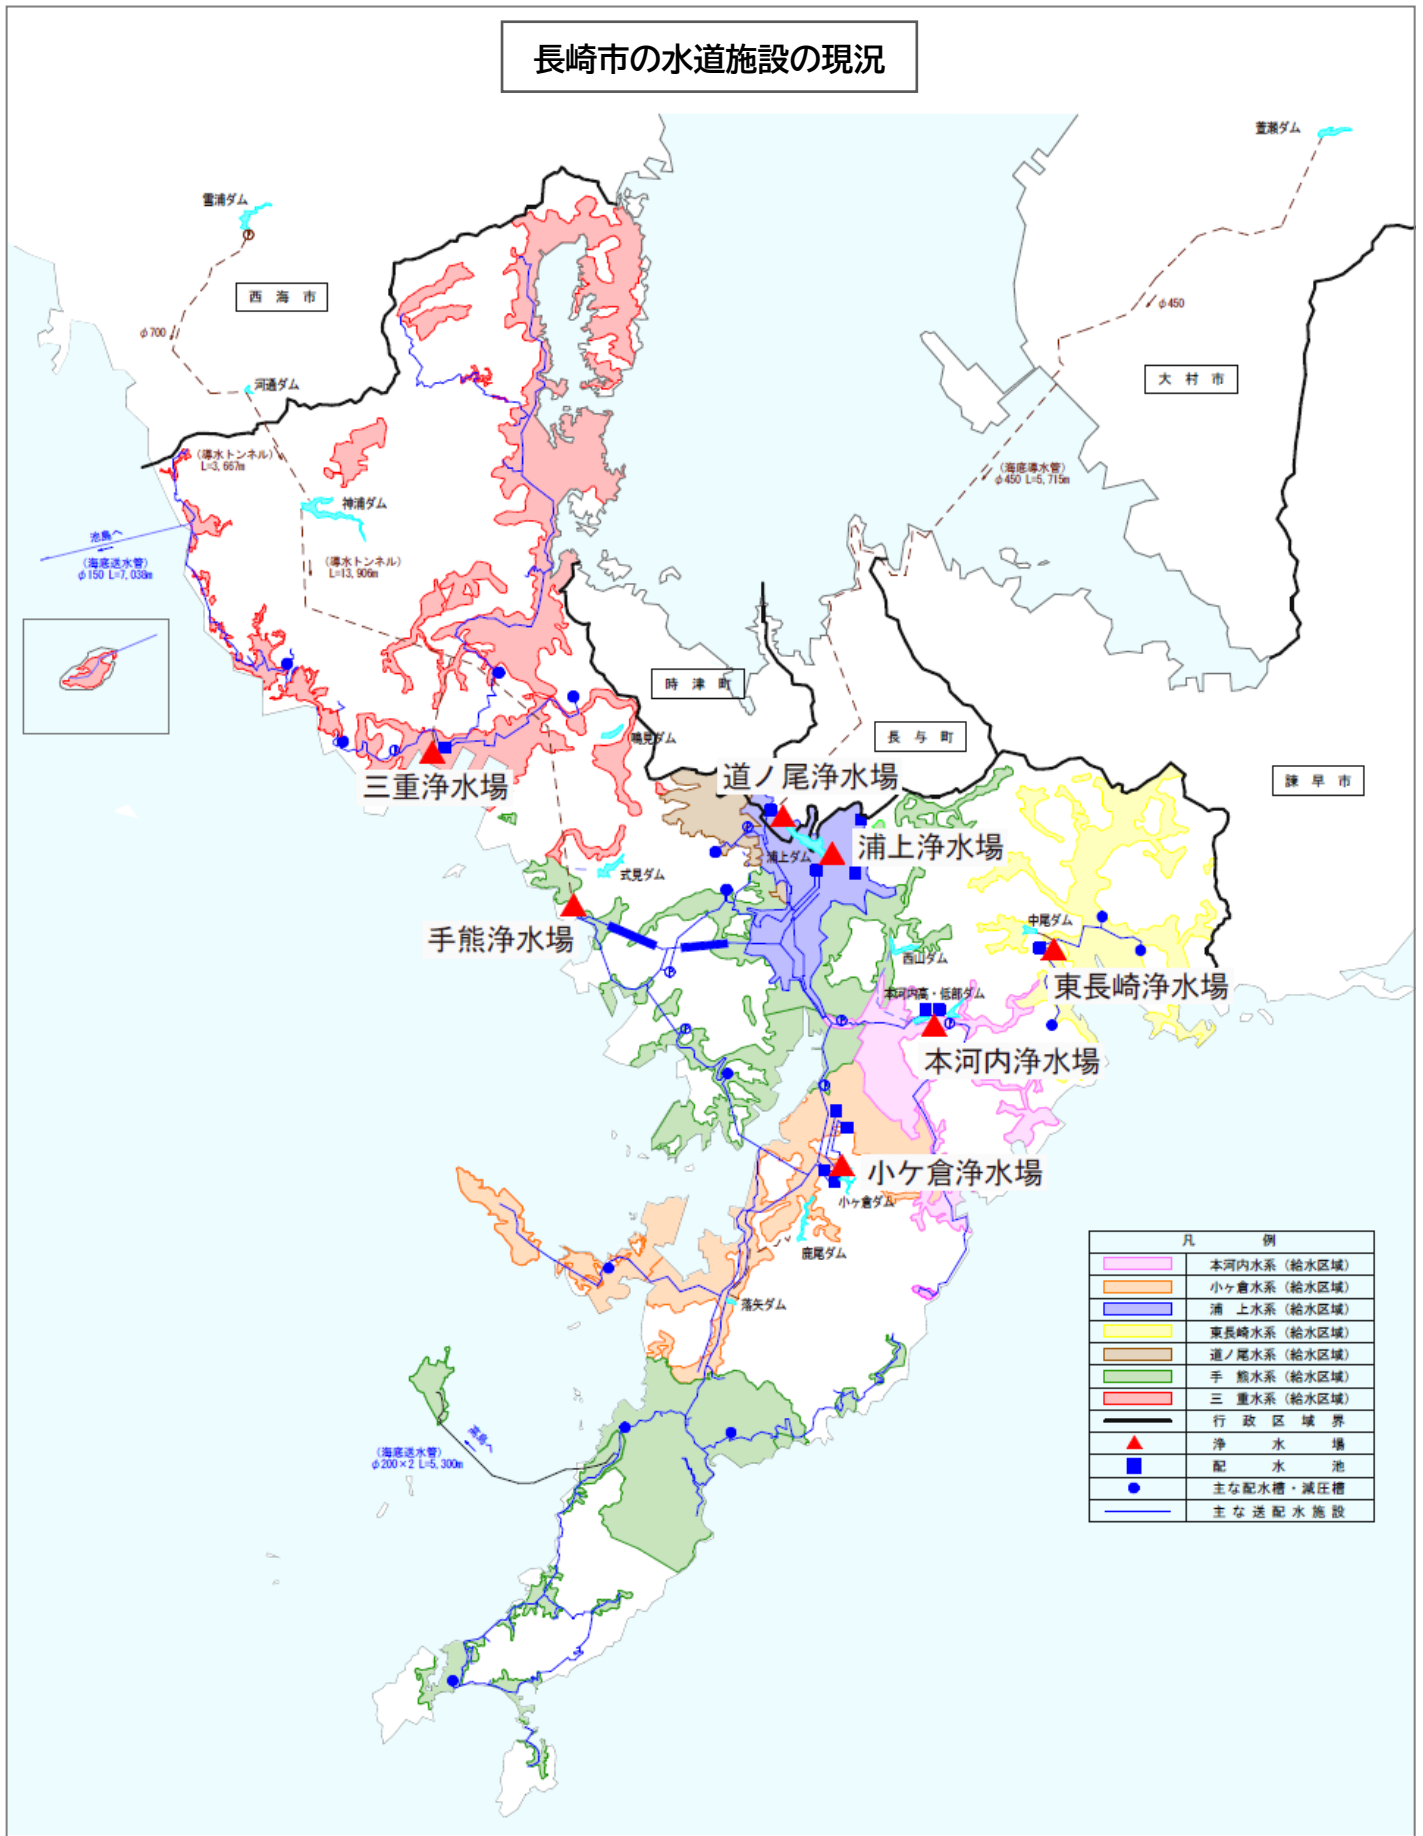 長崎市の水道施設の現況
萱瀬ダム
雪浦ダム
西海市
φ450
φ700
大村市
河通ダム
(導水トンネル)
L=3,667m
(海底導水管)
φ450 L=5,715m
神浦ダム
池島へ
(海底送水管)
φ150 L=7,038m
(導水トンネル)
L=13,906m
時津町
長与町
鳴見ダム
諫早市
道ノ尾浄水場
三重浄水場
浦上浄水場
浦上ダム
式見ダム
中尾ダム
手熊浄水場
西山ダム
東長崎浄水場
本河内高・低部ダム
本河内浄水場
小ケ倉浄水場
小ヶ倉ダム
鹿尾ダム
落矢ダム
高島へ
(海底送水管)
φ200×2 L=5,300m
凡例
本河内水系(給水区域)
小ヶ倉水系(給水区域)
浦 上水系(給水区域)
東長崎水系(給水区域)
道ノ尾水系(給水区域)
手 熊水系(給水区域)
三 重水系(給水区域)
行政区域界
浄水場
配水池
主な配水槽・減圧槽
主な送配水施設